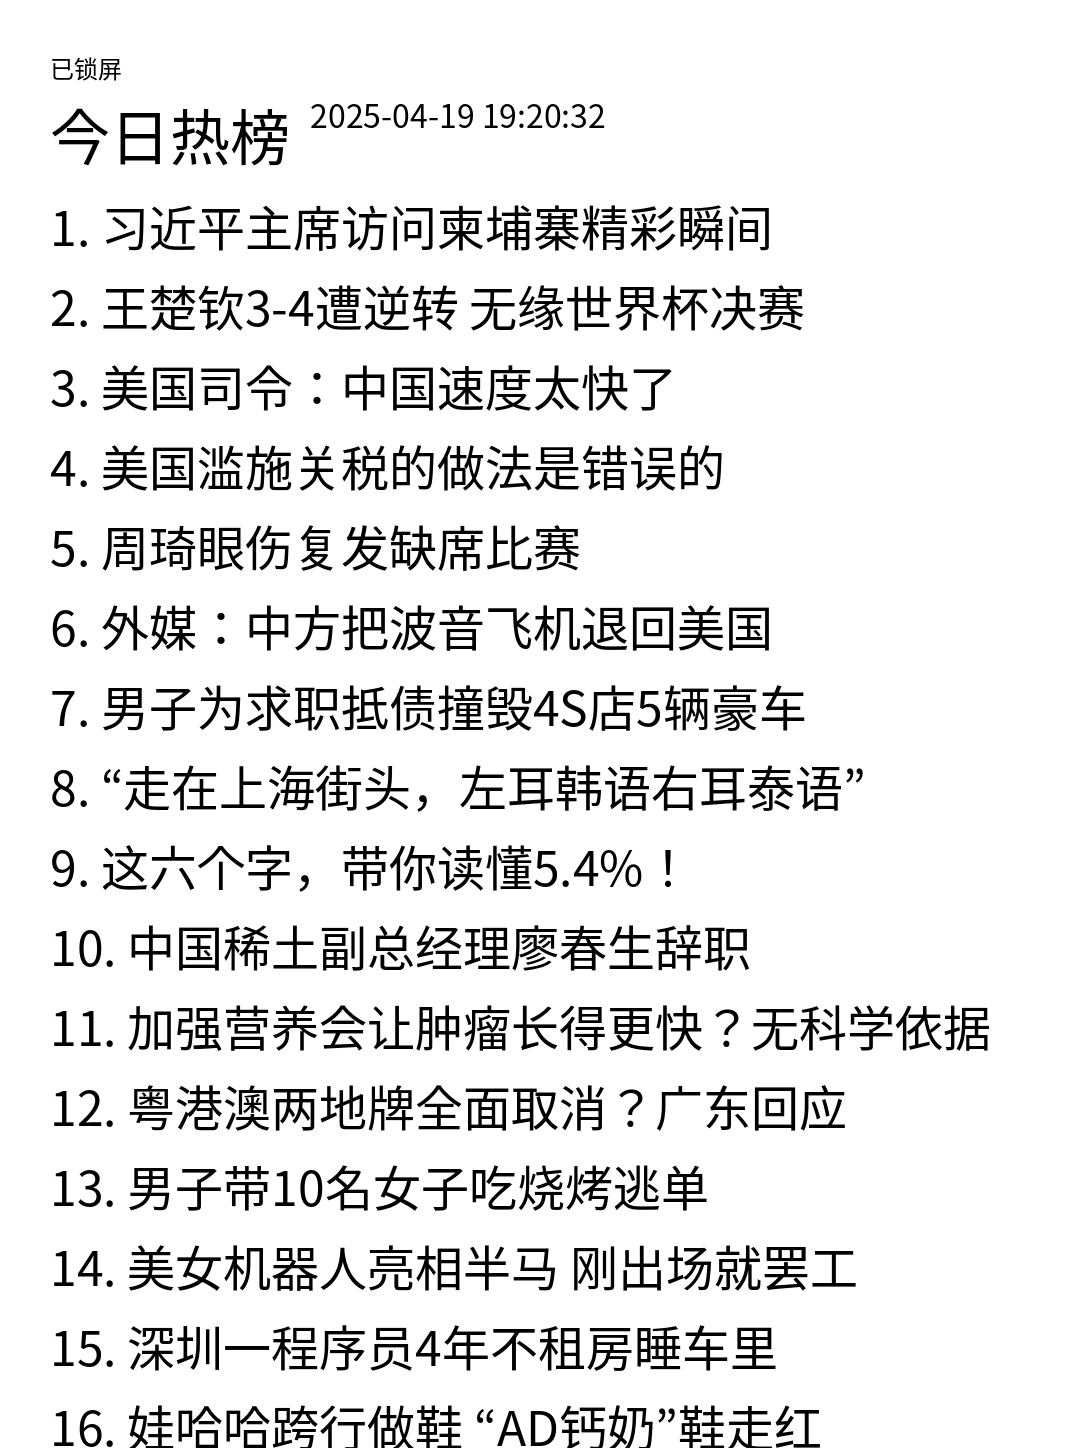 已锁屏
今日热榜 2025-04-19 19:20:32
1. 习近平主席访问柬埔寨精彩瞬间
2. 王楚钦3-4遭逆转 无缘世界杯决赛
3. 美国司令：中国速度太快了
4. 美国滥施关税的做法是错误的
5. 周琦眼伤复发缺席比赛
6. 外媒：中方把波音飞机退回美国
7. 男子为求职抵债撞毁4S店5辆豪车
8. “走在上海街头，左耳韩语右耳泰语”
9. 这六个字，带你读懂5.4%！
10. 中国稀土副总经理廖春生辞职
11. 加强营养会让肿瘤长得更快？无科学依据
12. 粤港澳两地牌全面取消？广东回应
13. 男子带10名女子吃烧烤逃单
14. 美女机器人亮相半马 刚出场就罢工
15. 深圳一程序员4年不租房睡车里
16. 娃哈哈跨行做鞋 “AD钙奶”鞋走红